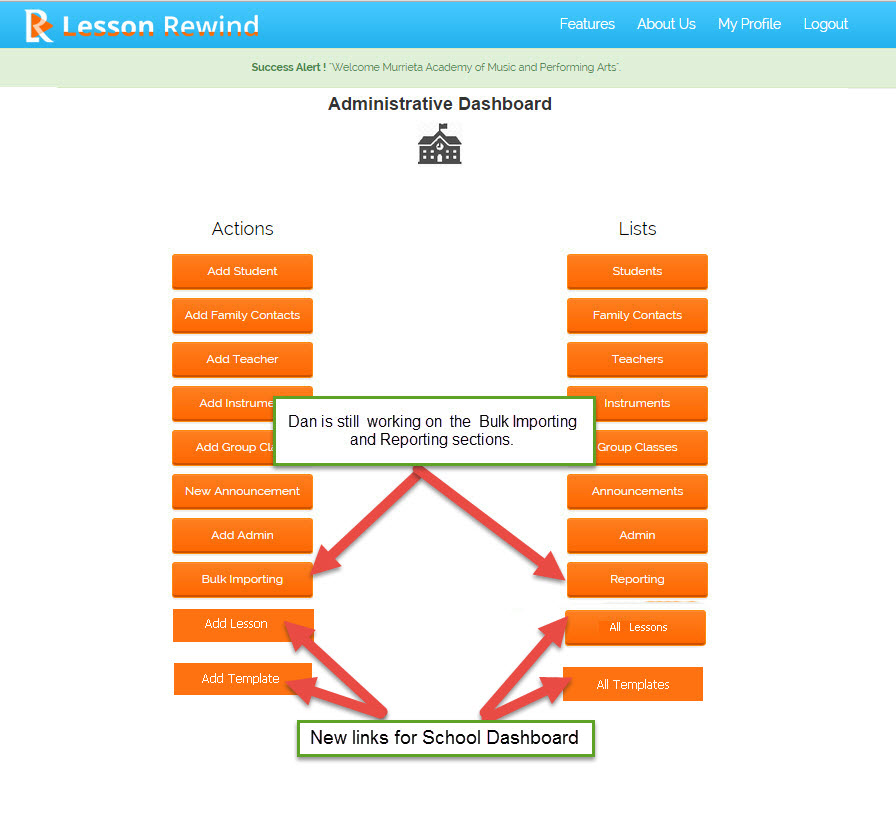 Lesson Rewind
Features About Us My Profile Logout
Success Alert ! "Welcome Murrieta Academy of Music and Performing Arts".
Administrative Dashboard
Actions
Lists
Add Student
Students
Add Family Contacts
Family Contacts
Add Teacher
Teachers
Add Instrume
Instruments
Dan is still working on the Bulk Importing
and Reporting sections.
Add Group Cla
Group Classes
New Announcement
Announcements
Add Admin
Admin
Bulk Importing
Reporting
Add Lesson
All Lessons
Add Template
All Templates
New links for School Dashboard